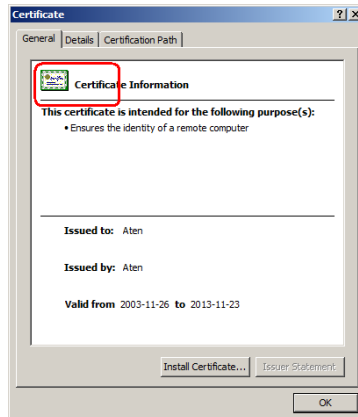 Certificate
General Details Certification Path
Certificate Information
This certificate is intended for the following purpose(s):
• Ensures the identity of a remote computer
Issued to: Aten
Issued by: Aten
Valid from 2003-11-26 to 2013-11-23
Install Certificate... Issuer Statement
OK